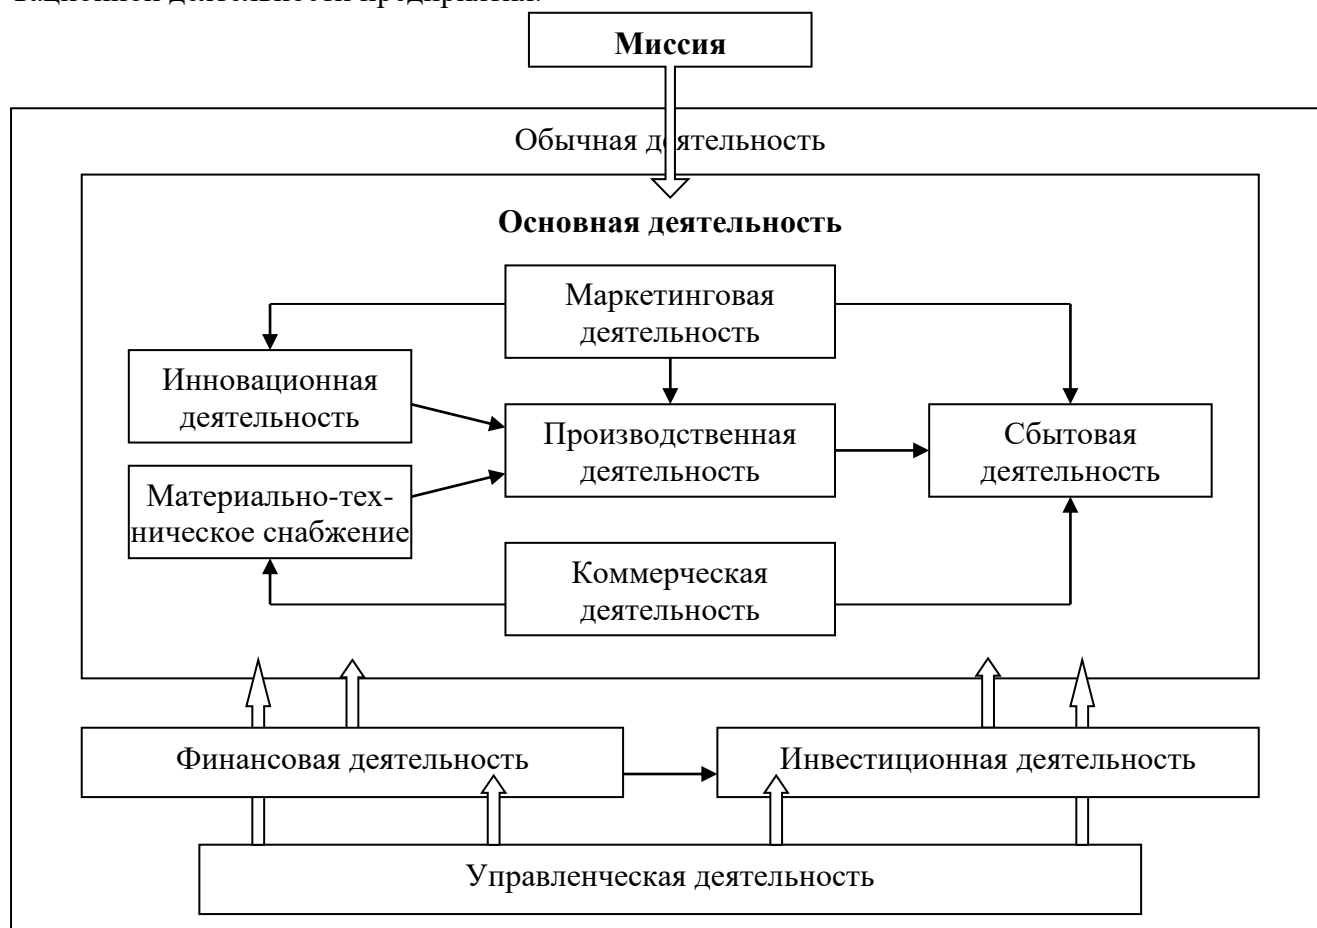 Миссия
Обычная деятельность
Основная деятельность
Маркетинговая
деятельность
Инновационная
деятельность
Производственная
деятельность
Сбытовая
деятельность
Материально-тех-
ническое снабжение
Коммерческая
деятельность
Финансовая деятельность
Инвестиционная деятельность
Управленческая деятельность